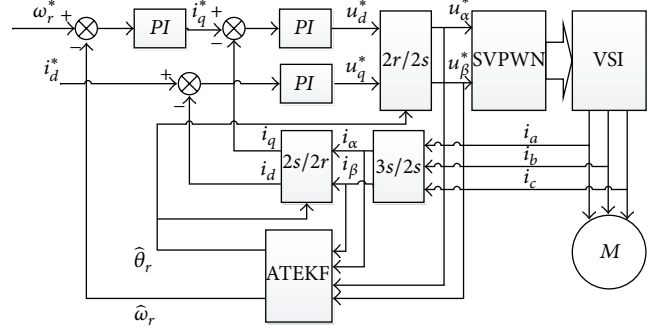 ω_r^* + PI i_q^* + PI u_d^* 2r/2s u_α^* SVPWN VSI
− −
i_d^* + PI u_q^* u_β^*
−
i_q 2s/2r i_α 3s/2s i_a
i_d i_β i_b
i_c
θ̂_r ATEKF M
ω̂_r